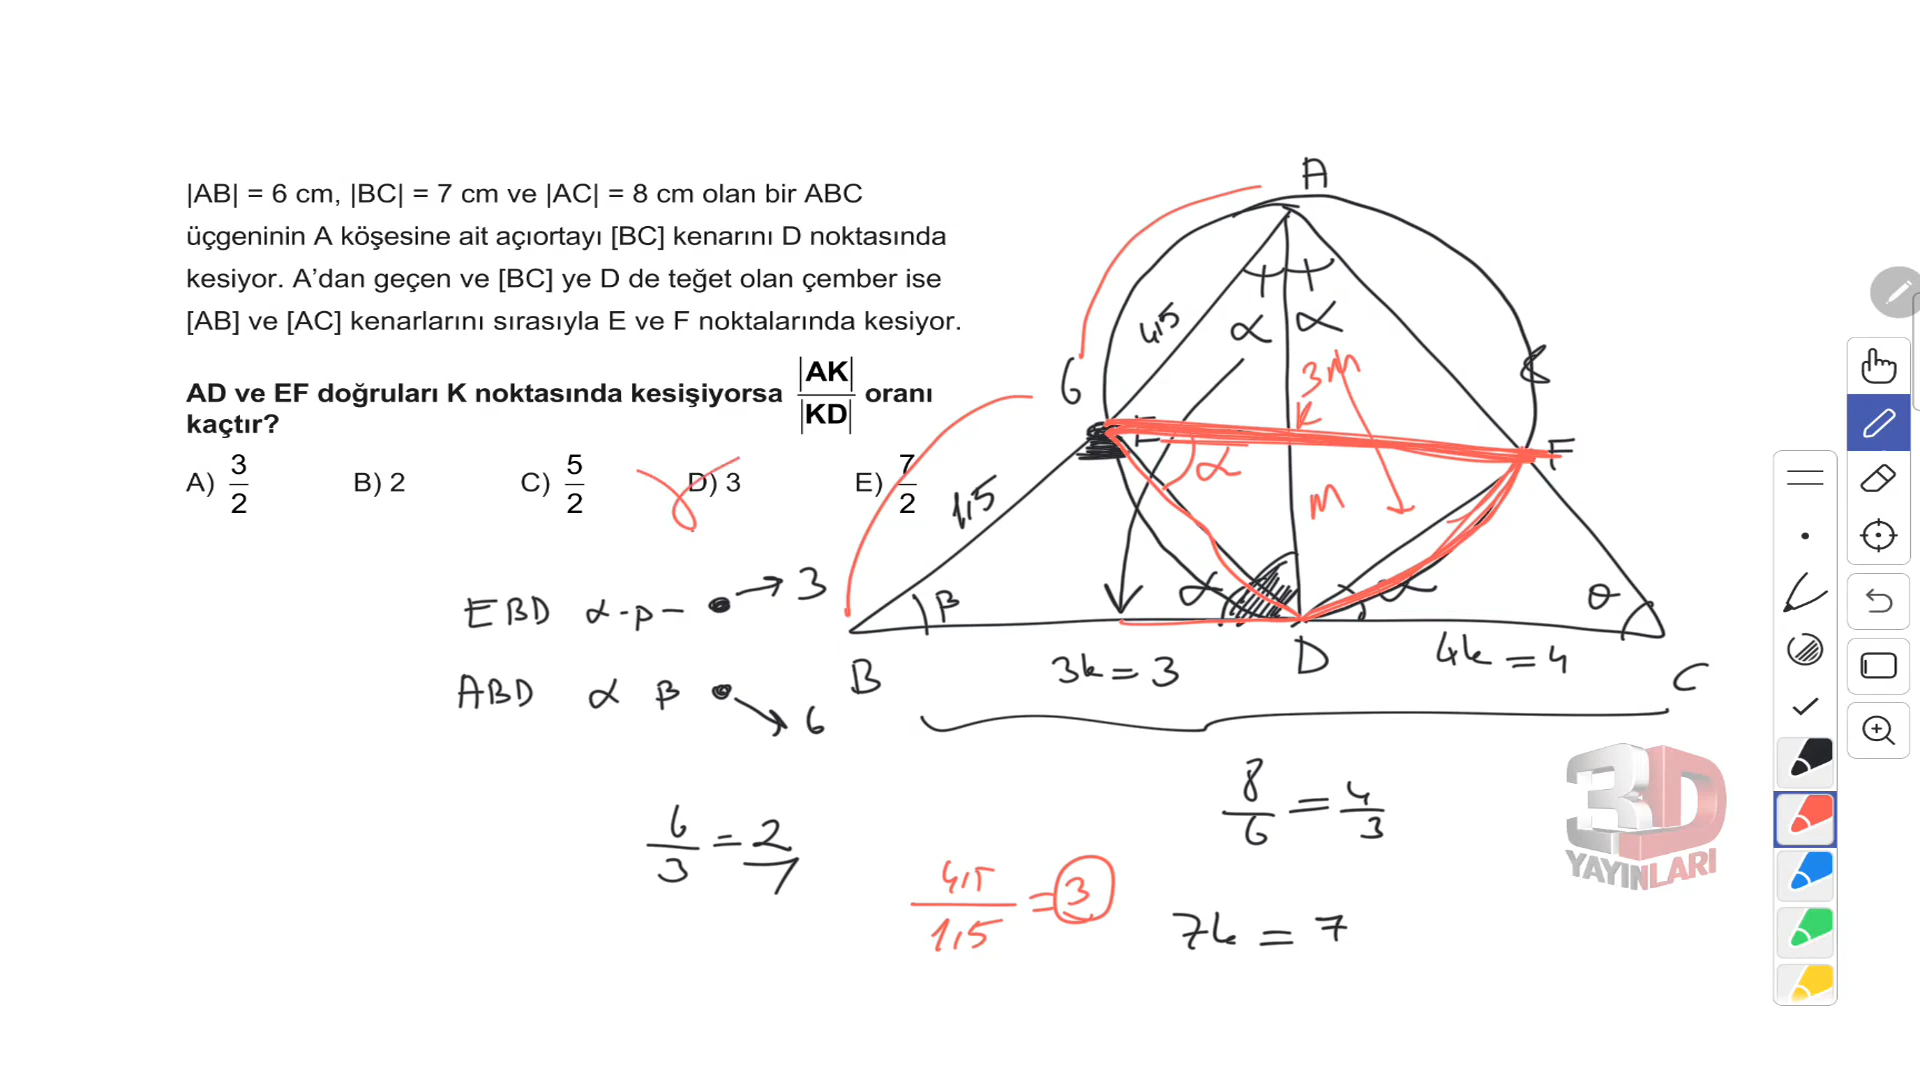 |AB| = 6 cm, |BC| = 7 cm ve |AC| = 8 cm olan bir ABC
üçgeninin A köşesine ait açıortayı [BC] kenarını D noktasında
kesiyor. A’dan geçen ve [BC] ye D de teğet olan çember ise
[AB] ve [AC] kenarlarını sırasıyla E ve F noktalarında kesiyor.
AD ve EF doğruları K noktasında kesişiyorsa |AK| / |KD| oranı
kaçtır?
A) 3/2 B) 2 C) 5/2 D) 3 E) 7/2
A
4,5
α α
6
3m
K
E
F
α
m
1,5
β
α
α
θ
B
3k = 3
D
4k = 4
C
EBD α - β - • → 3
ABD α β • → 6
6/3 = 2
4,5/1,5 = 3
8/6 = 4/3
7k = 7
3D
YAYINLARI